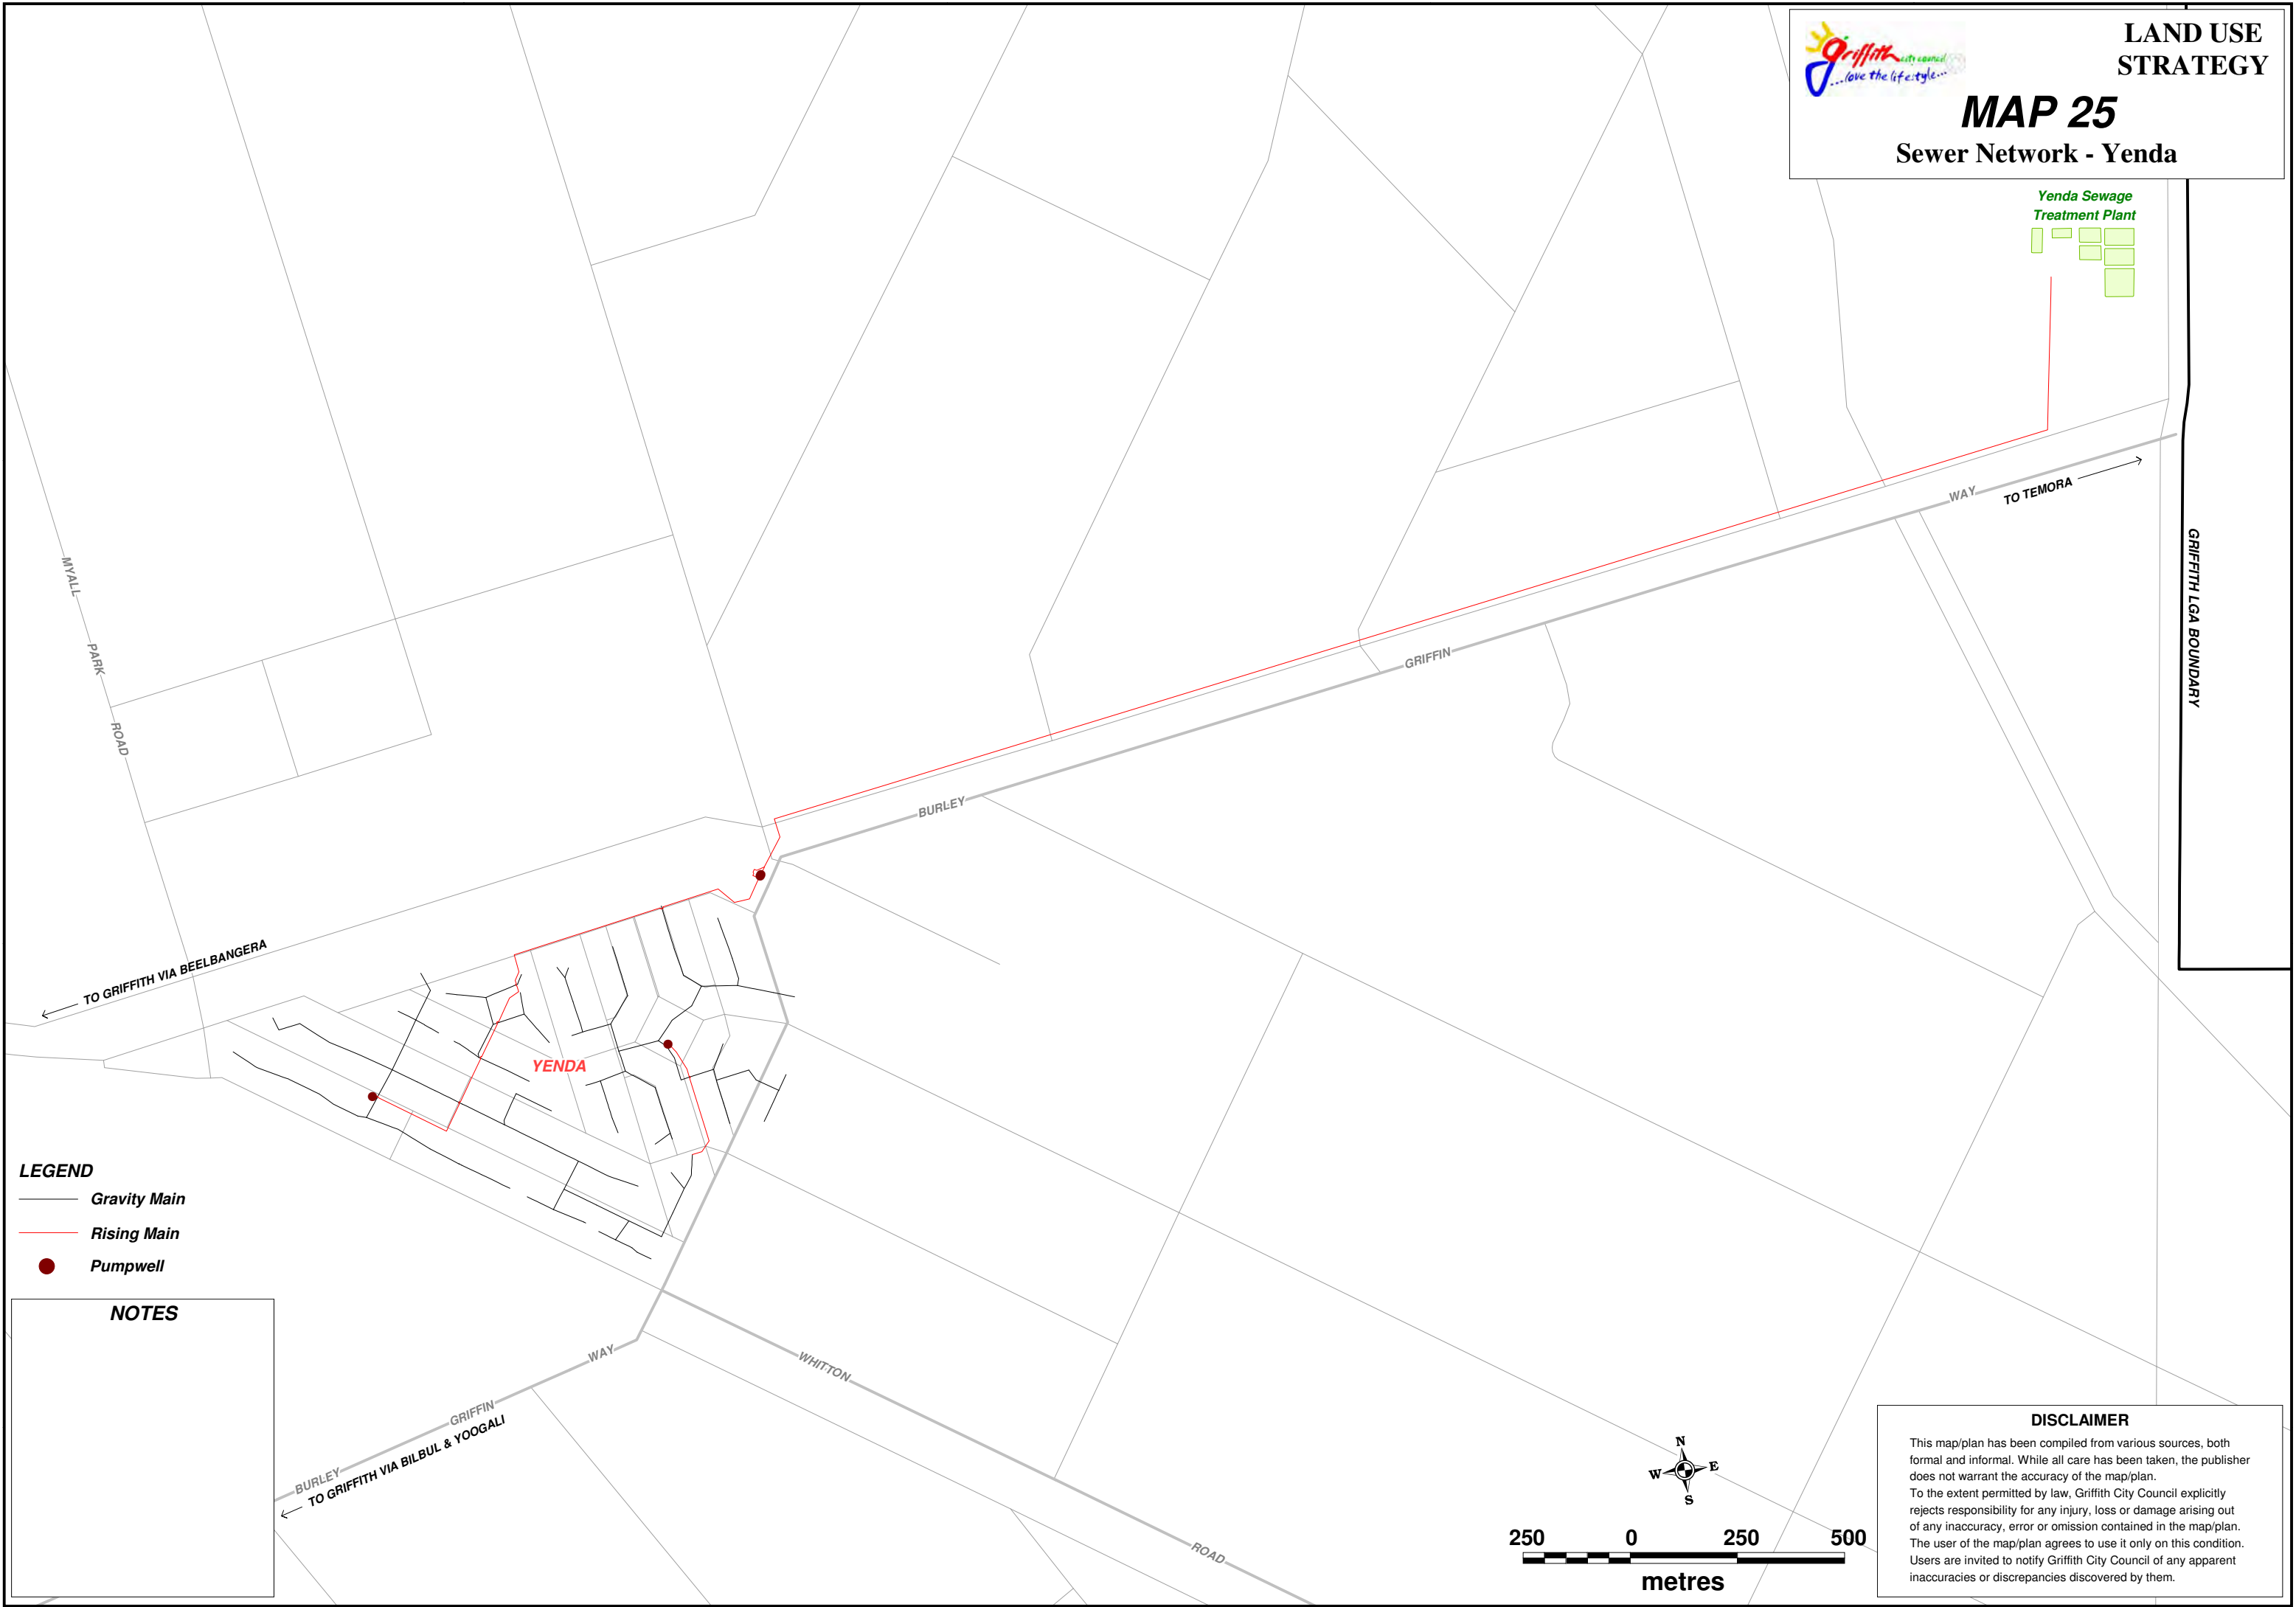 griffith city council
...love the lifestyle...
LAND USE
STRATEGY
MAP 25
Sewer Network - Yenda
Yenda Sewage
Treatment Plant
WAY
TO TEMORA
GRIFFITH LGA BOUNDARY
MYALL
PARK
ROAD
GRIFFIN
BURLEY
TO GRIFFITH VIA BEELBANGERA
YENDA
LEGEND
Gravity Main
Rising Main
Pumpwell
NOTES
WAY
GRIFFIN
BURLEY
TO GRIFFITH VIA BILBUL & YOOGALI
WHITTON
ROAD
N
W E
S
250 0 250 500
metres
DISCLAIMER
This map/plan has been compiled from various sources, both
formal and informal. While all care has been taken, the publisher
does not warrant the accuracy of the map/plan.
To the extent permitted by law, Griffith City Council explicitly
rejects responsibility for any injury, loss or damage arising out
of any inaccuracy, error or omission contained in the map/plan.
The user of the map/plan agrees to use it only on this condition.
Users are invited to notify Griffith City Council of any apparent
inaccuracies or discrepancies discovered by them.